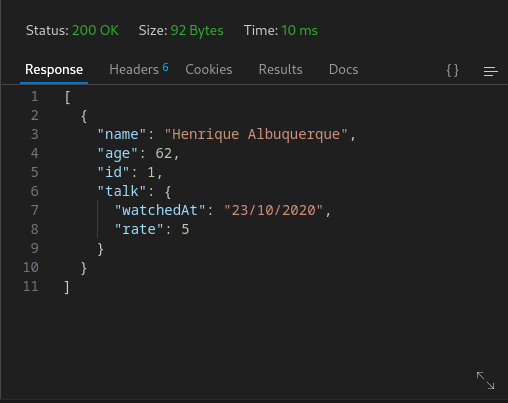 Status: 200 OK Size: 92 Bytes Time: 10 ms
Response Headers 6 Cookies Results Docs {}
1 [
2 {
3 "name": "Henrique Albuquerque",
4 "age": 62,
5 "id": 1,
6 "talk": {
7 "watchedAt": "23/10/2020",
8 "rate": 5
9 }
10 }
11 ]